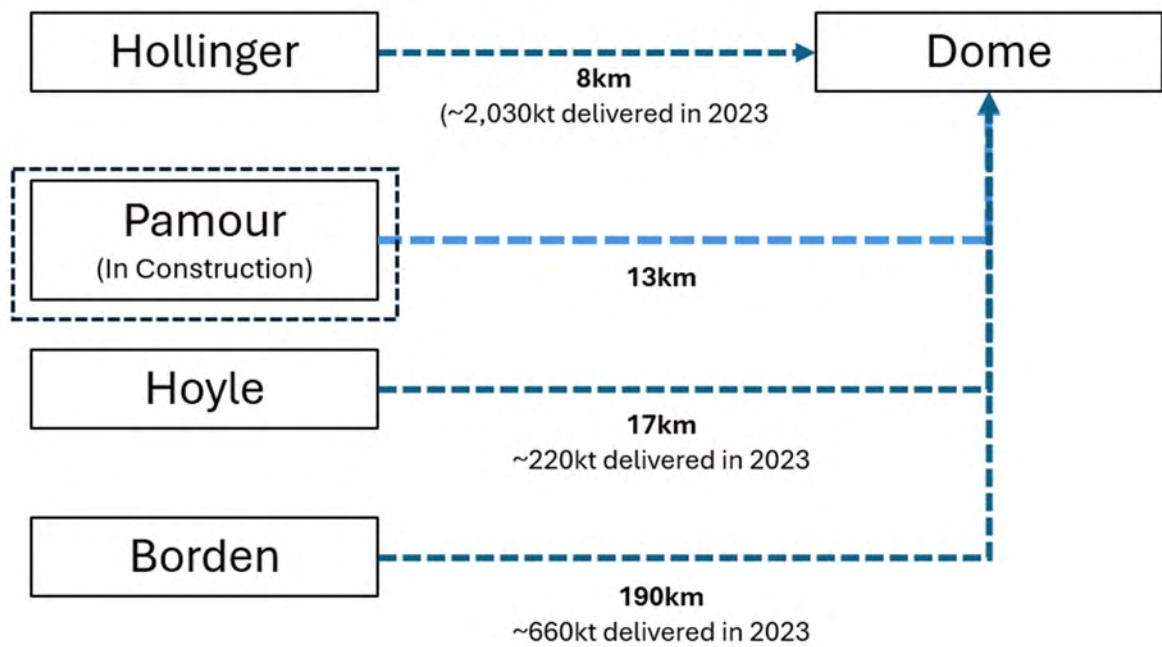 Hollinger
Dome
8km
(~2,030kt delivered in 2023
Pamour
(In Construction)
13km
Hoyle
17km
~220kt delivered in 2023
Borden
190km
~660kt delivered in 2023